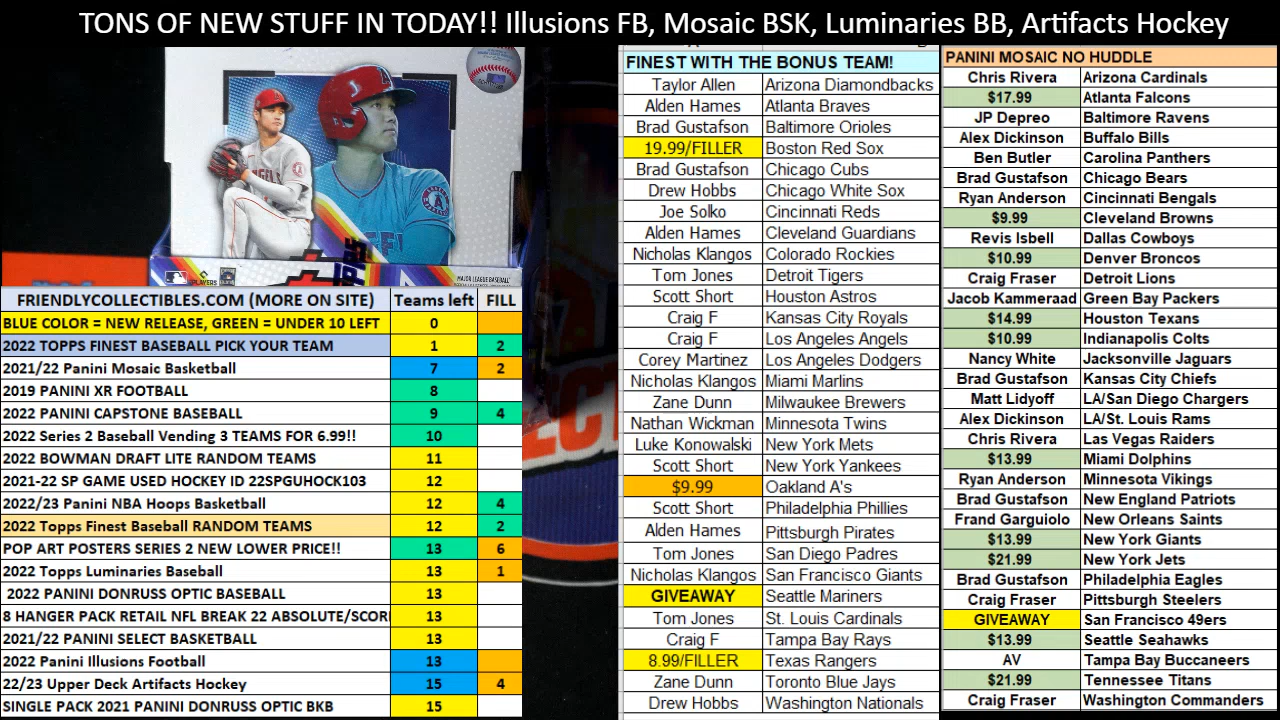 TONS OF NEW STUFF IN TODAY!! Illusions FB, Mosaic BSK, Luminaries BB, Artifacts Hockey
ANGELS
MAJOR LEAGUE BASEBALL
PLAYERS
FRIENDLYCOLLECTIBLES.COM (MORE ON SITE) Teams left FILL
BLUE COLOR = NEW RELEASE, GREEN = UNDER 10 LEFT 0
2022 TOPPS FINEST BASEBALL PICK YOUR TEAM 1 2
2021/22 Panini Mosaic Basketball 7 2
2019 PANINI XR FOOTBALL 8
2022 PANINI CAPSTONE BASEBALL 9 4
2022 Series 2 Baseball Vending 3 TEAMS FOR 6.99!! 10
2022 BOWMAN DRAFT LITE RANDOM TEAMS 11
2021-22 SP GAME USED HOCKEY ID 22SPGUHOCK103 12
2022/23 Panini NBA Hoops Basketball 12 4
2022 Topps Finest Baseball RANDOM TEAMS 12 2
POP ART POSTERS SERIES 2 NEW LOWER PRICE!! 13 6
2022 Topps Luminaries Baseball 13 1
2022 PANINI DONRUSS OPTIC BASEBALL 13
8 HANGER PACK RETAIL NFL BREAK 22 ABSOLUTE/SCORE 13
2021/22 PANINI SELECT BASKETBALL 13
2022 Panini Illusions Football 13
22/23 Upper Deck Artifacts Hockey 15 4
SINGLE PACK 2021 PANINI DONRUSS OPTIC BKB 15
FINEST WITH THE BONUS TEAM!
Taylor Allen Arizona Diamondbacks
Alden Hames Atlanta Braves
Brad Gustafson Baltimore Orioles
19.99/FILLER Boston Red Sox
Brad Gustafson Chicago Cubs
Drew Hobbs Chicago White Sox
Joe Solko Cincinnati Reds
Alden Hames Cleveland Guardians
Nicholas Klangos Colorado Rockies
Tom Jones Detroit Tigers
Scott Short Houston Astros
Craig F Kansas City Royals
Craig F Los Angeles Angels
Corey Martinez Los Angeles Dodgers
Nicholas Klangos Miami Marlins
Zane Dunn Milwaukee Brewers
Nathan Wickman Minnesota Twins
Luke Konowalski New York Mets
Scott Short New York Yankees
$9.99 Oakland A's
Scott Short Philadelphia Phillies
Alden Hames Pittsburgh Pirates
Tom Jones San Diego Padres
Nicholas Klangos San Francisco Giants
GIVEAWAY Seattle Mariners
Tom Jones St. Louis Cardinals
Craig F Tampa Bay Rays
8.99/FILLER Texas Rangers
Zane Dunn Toronto Blue Jays
Drew Hobbs Washington Nationals
PANINI MOSAIC NO HUDDLE
Chris Rivera Arizona Cardinals
$17.99 Atlanta Falcons
JP Depreo Baltimore Ravens
Alex Dickinson Buffalo Bills
Ben Butler Carolina Panthers
Brad Gustafson Chicago Bears
Ryan Anderson Cincinnati Bengals
$9.99 Cleveland Browns
Revis Isbell Dallas Cowboys
$10.99 Denver Broncos
Craig Fraser Detroit Lions
Jacob Kammeraad Green Bay Packers
$14.99 Houston Texans
$10.99 Indianapolis Colts
Nancy White Jacksonville Jaguars
Brad Gustafson Kansas City Chiefs
Matt Lidyoff LA/San Diego Chargers
Alex Dickinson LA/St. Louis Rams
Chris Rivera Las Vegas Raiders
$13.99 Miami Dolphins
Ryan Anderson Minnesota Vikings
Brad Gustafson New England Patriots
Frand Garguiolo New Orleans Saints
$13.99 New York Giants
$21.99 New York Jets
Brad Gustafson Philadelphia Eagles
Craig Fraser Pittsburgh Steelers
GIVEAWAY San Francisco 49ers
$13.99 Seattle Seahawks
AV Tampa Bay Buccaneers
$21.99 Tennessee Titans
Craig Fraser Washington Commanders